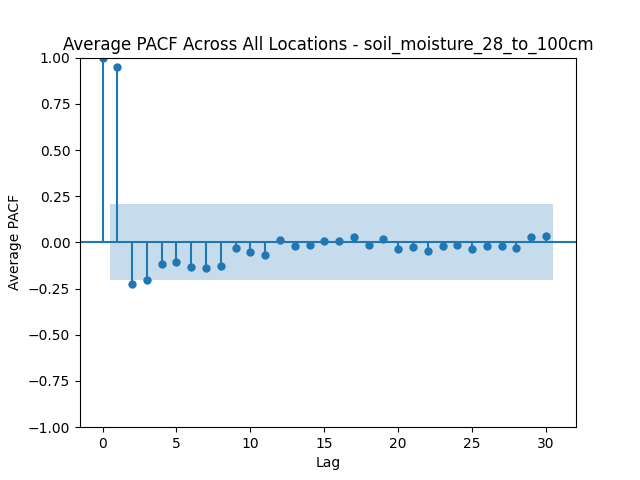 Average PACF Across All Locations - soil_moisture_28_to_100cm
1.00
0.75
0.50
0.25
0.00
−0.25
−0.50
−0.75
−1.00
Average PACF
0 5 10 15 20 25 30
Lag